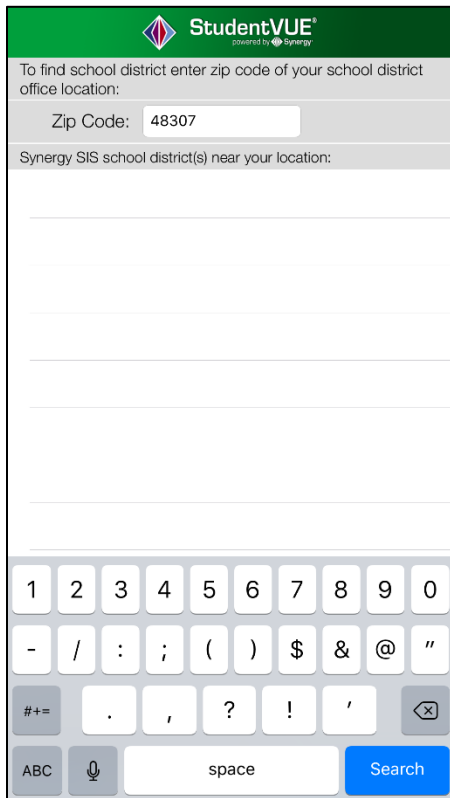 StudentVUE®
powered by Synergy
To find school district enter zip code of your school district
office location:
Zip Code: 48307
Synergy SIS school district(s) near your location:
1 2 3 4 5 6 7 8 9 0
- / : ; ( ) $ & @ "
#+= . , ? ! '
ABC space Search